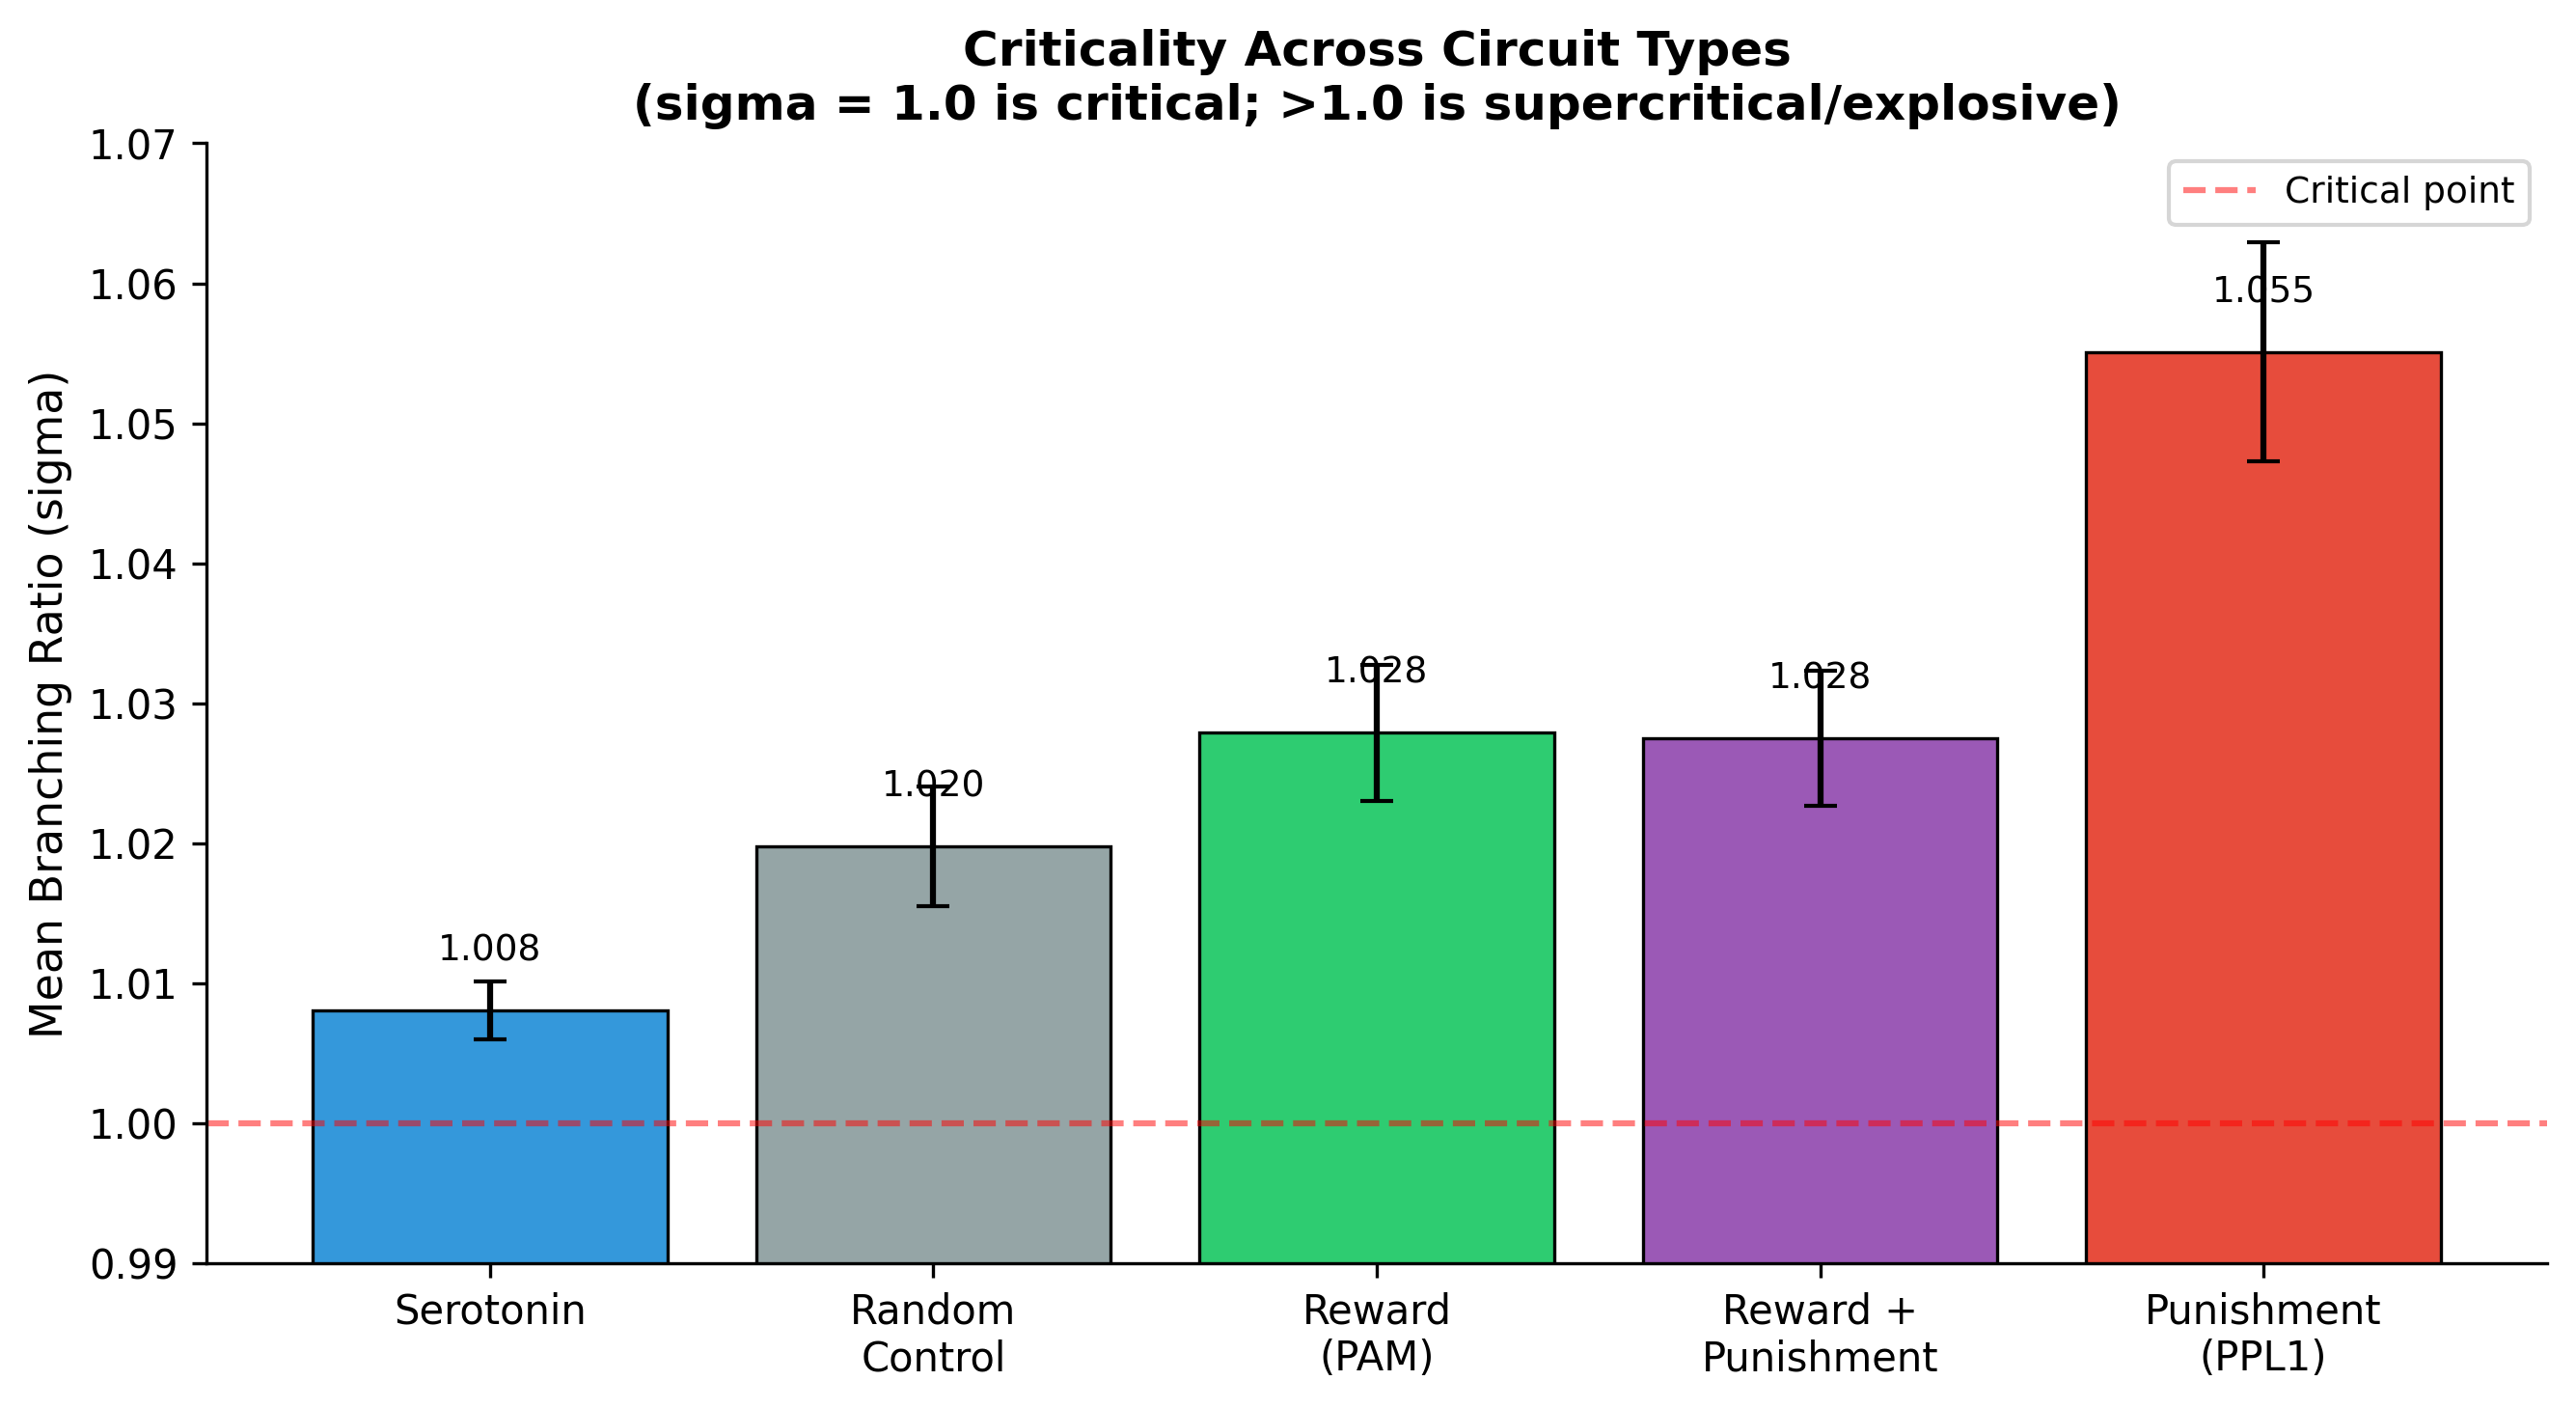 Criticality Across Circuit Types
(sigma = 1.0 is critical; >1.0 is supercritical/explosive)
Mean Branching Ratio (sigma)
1.07
1.06
1.05
1.04
1.03
1.02
1.01
1.00
0.99
Critical point
1.008
1.020
1.028
1.028
1.055
Serotonin
Random
Control
Reward
(PAM)
Reward +
Punishment
Punishment
(PPL1)